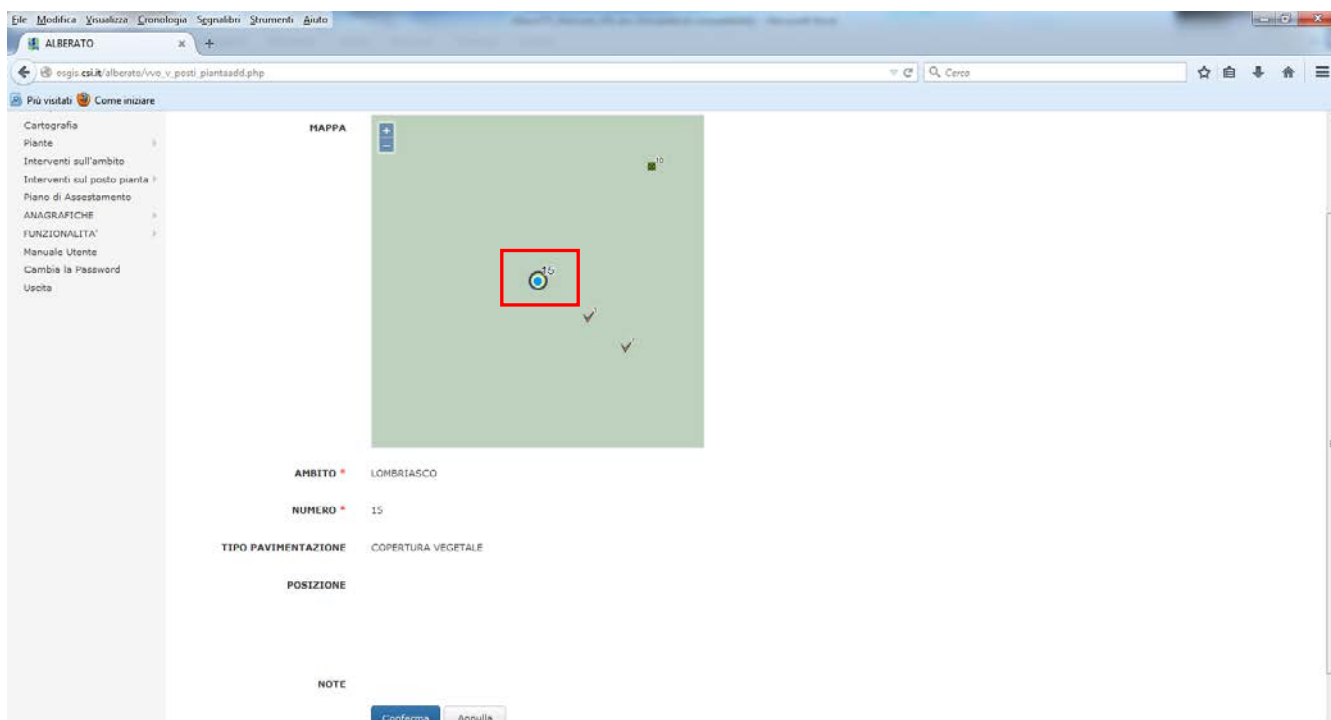 File Modifica Visualizza Cronologia Segnalibri Strumenti Aiuto
ALBERATO × +
esgis.csi.it/alberato/vvo_v_posti_piantaadd.php
Cerca
Più visitati Come iniziare
Cartografia
Piante
Interventi sull'ambito
Interventi sul posto pianta
Piano di Assestamento
ANAGRAFICHE
FUNZIONALITA'
Manuale Utente
Cambia la Password
Uscita
MAPPA
+
−
10
15
AMBITO * LOMBRIASCO
NUMERO * 15
TIPO PAVIMENTAZIONE COPERTURA VEGETALE
POSIZIONE
NOTE
Conferma Annulla